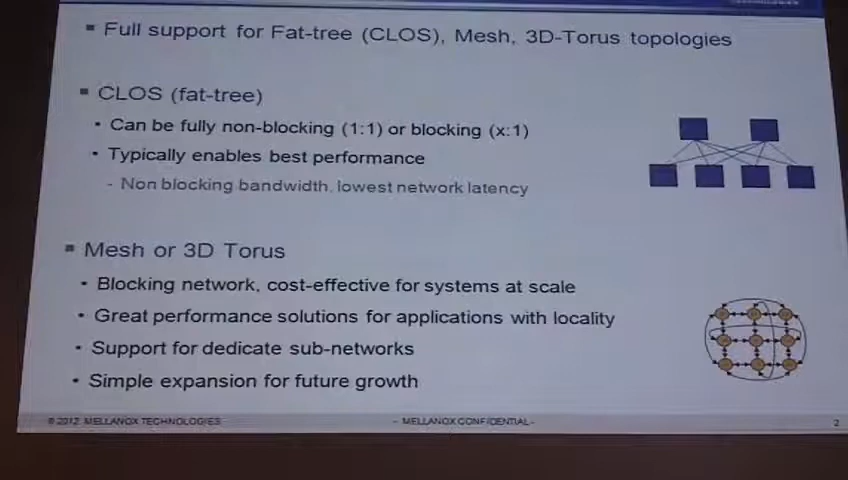 ▪ Full support for Fat-tree (CLOS), Mesh, 3D-Torus topologies
▪ CLOS (fat-tree)
• Can be fully non-blocking (1:1) or blocking (x:1)
• Typically enables best performance
- Non blocking bandwidth, lowest network latency
▪ Mesh or 3D Torus
• Blocking network, cost-effective for systems at scale
• Great performance solutions for applications with locality
• Support for dedicate sub-networks
• Simple expansion for future growth
© 2012 MELLANOX TECHNOLOGIES - MELLANOX CONFIDENTIAL - 2